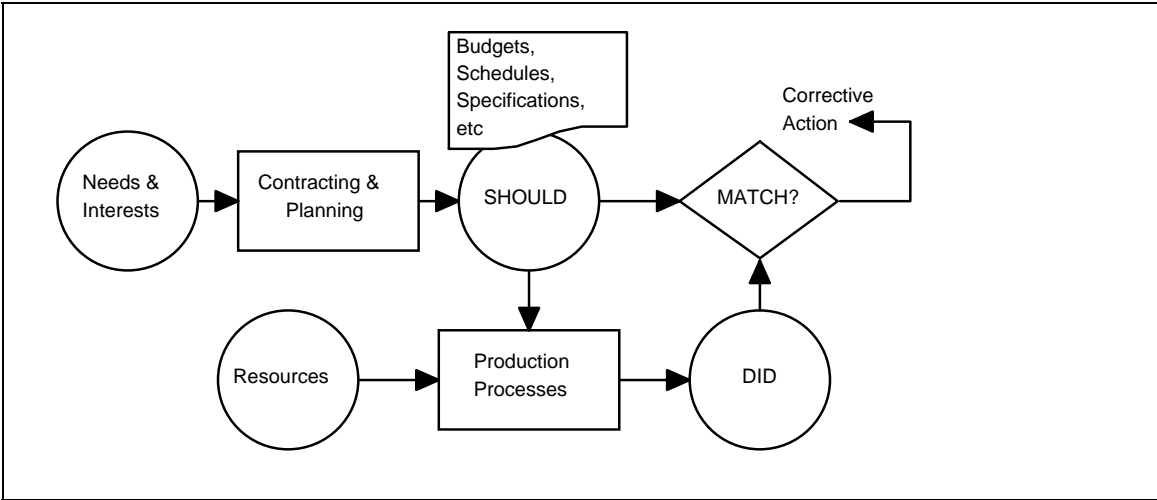 Budgets,
Schedules,
Specifications,
etc
Corrective
Action
Needs &
Interests
Contracting &
Planning
SHOULD
MATCH?
Resources
Production
Processes
DID